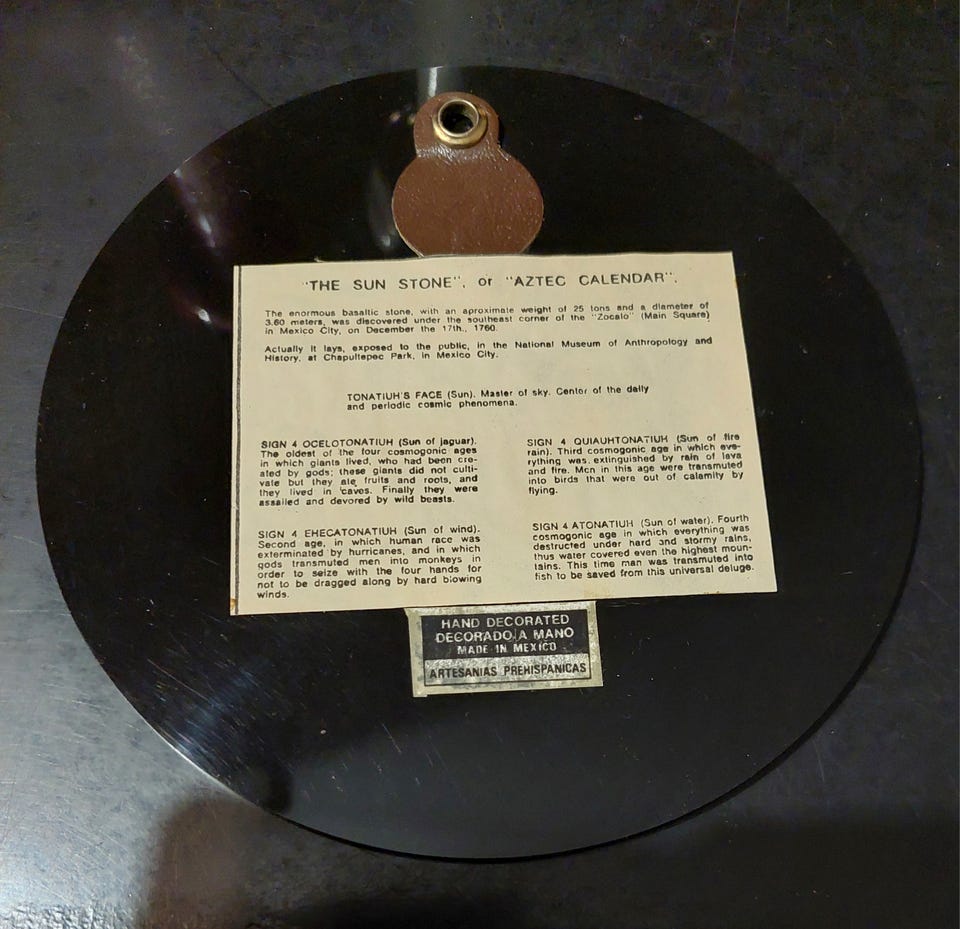 "THE SUN STONE", or "AZTEC CALENDAR".
The enormous basaltic stone, with an aproximate weight of 25 tons and a diameter of
3.60 meters, was discovered under the southeast corner of the "Zocalo" (Main Square)
in Mexico City, on December the 17th., 1760.
Actually it lays, exposed to the public, in the National Museum of Anthropology and
History, at Chapultepec Park, in Mexico City.
TONATIUH'S FACE (Sun). Master of sky. Center of the daily
and periodic cosmic phenomena.
SIGN 4 OCELOTONATIUH (Sun of jaguar).
The oldest of the four cosmogonic ages
in which giants lived, who had been cre-
ated by gods; these giants did not culti-
vate but they ate fruits and roots, and
they lived in caves. Finally they were
assailed and devored by wild beasts.
SIGN 4 EHECATONATIUH (Sun of wind).
Second age, in which human race was
exterminated by hurricanes, and in which
gods transmuted men into monkeys in
order to seize with the four hands for
not to be dragged along by hard blowing
winds.
SIGN 4 QUIAUHTONATIUH (Sun of fire
rain). Third cosmogonic age in which eve-
rything was extinguished by rain of lava
and fire. Men in this age were transmuted
into birds that were out of calamity by
flying.
SIGN 4 ATONATIUH (Sun of water). Fourth
cosmogonic age in which everything was
destructed under hard and stormy rains,
thus water covered even the highest moun-
tains. This time man was transmuted into
fish to be saved from this universal deluge.
HAND DECORATED
DECORADO A MANO
MADE IN MEXICO
ARTESANIAS PREHISPANICAS